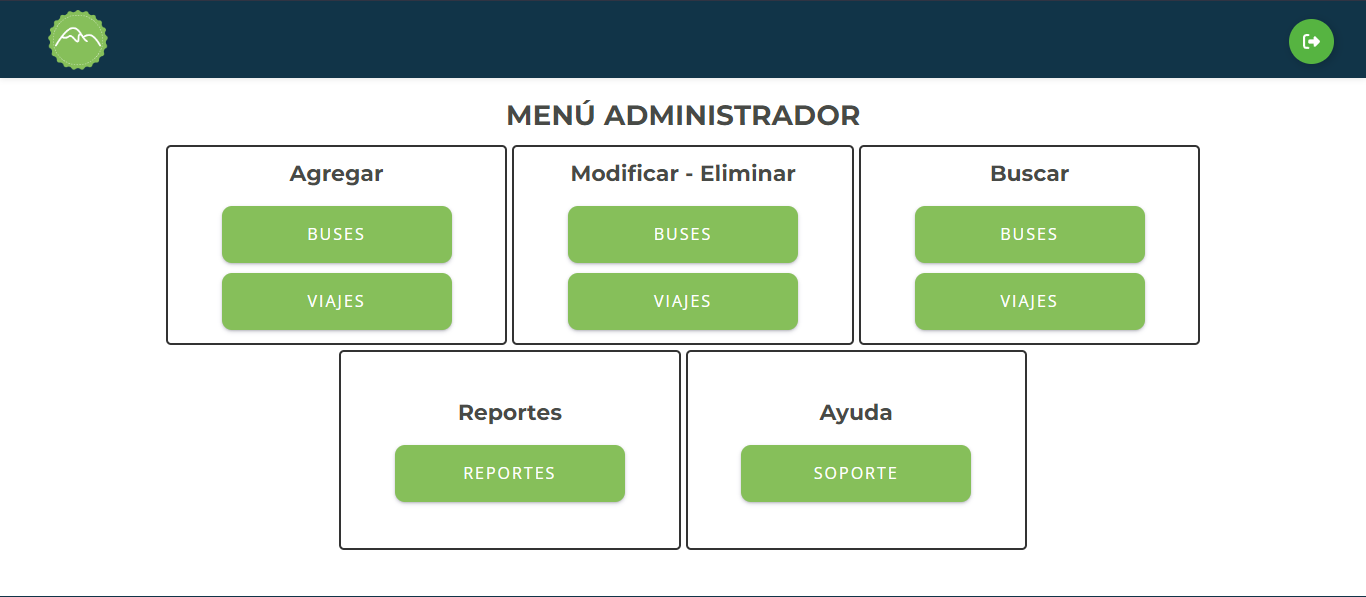 MENÚ ADMINISTRADOR
Agregar
BUSES
VIAJES
Modificar - Eliminar
BUSES
VIAJES
Buscar
BUSES
VIAJES
Reportes
REPORTES
Ayuda
SOPORTE